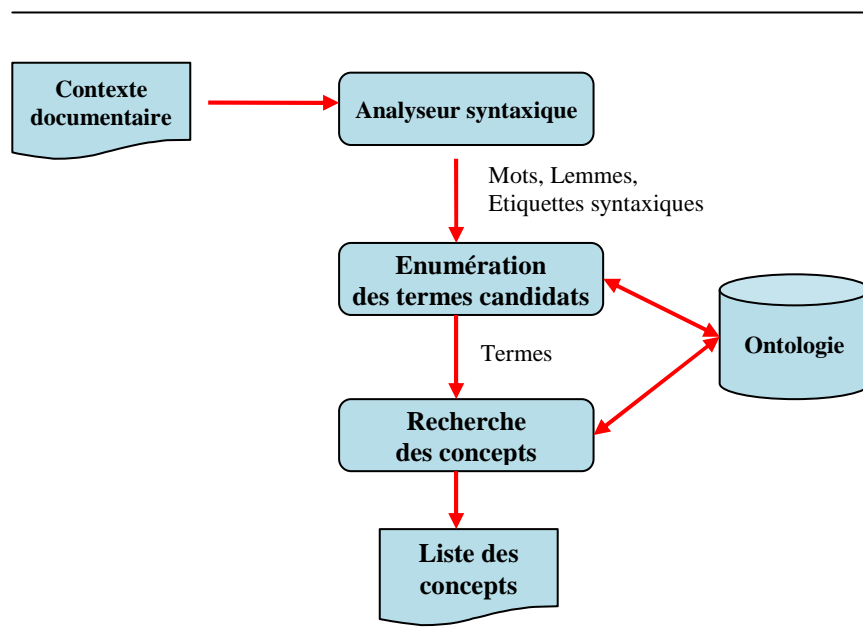 Contexte
documentaire
Analyseur syntaxique
Mots, Lemmes,
Etiquettes syntaxiques
Enumération
des termes candidats
Ontologie
Termes
Recherche
des concepts
Liste des
concepts